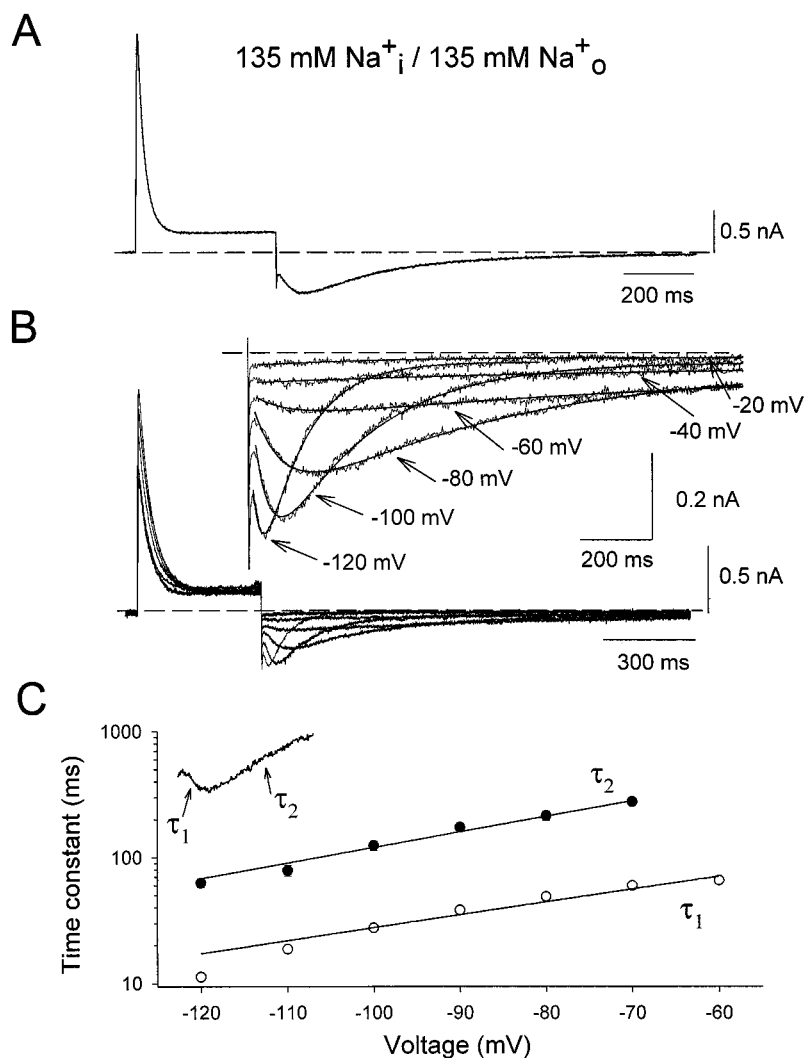 A
135 mM Na+i / 135 mM Na+o
0.5 nA
200 ms
B
-20 mV
-40 mV
-60 mV
-80 mV
-100 mV
-120 mV
0.2 nA
200 ms
0.5 nA
300 ms
C
1000
100
10
Time constant (ms)
τ1
τ2
τ2
τ1
-120 -110 -100 -90 -80 -70 -60
Voltage (mV)